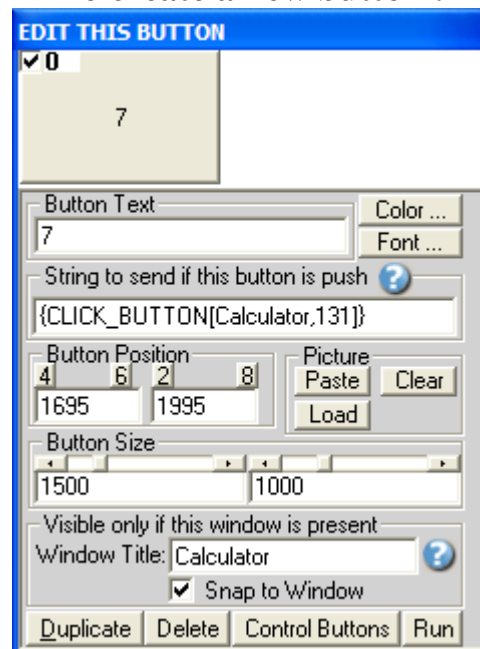 EDIT THIS BUTTON
0
7
Button Text
7
Color ...
Font ...
String to send if this button is push
{CLICK_BUTTON[Calculator,131]}
Button Position
4 6 2 8
1695 1995
Picture
Paste Clear
Load
Button Size
1500 1000
Visible only if this window is present
Window Title: Calculator
Snap to Window
Duplicate Delete Control Buttons Run